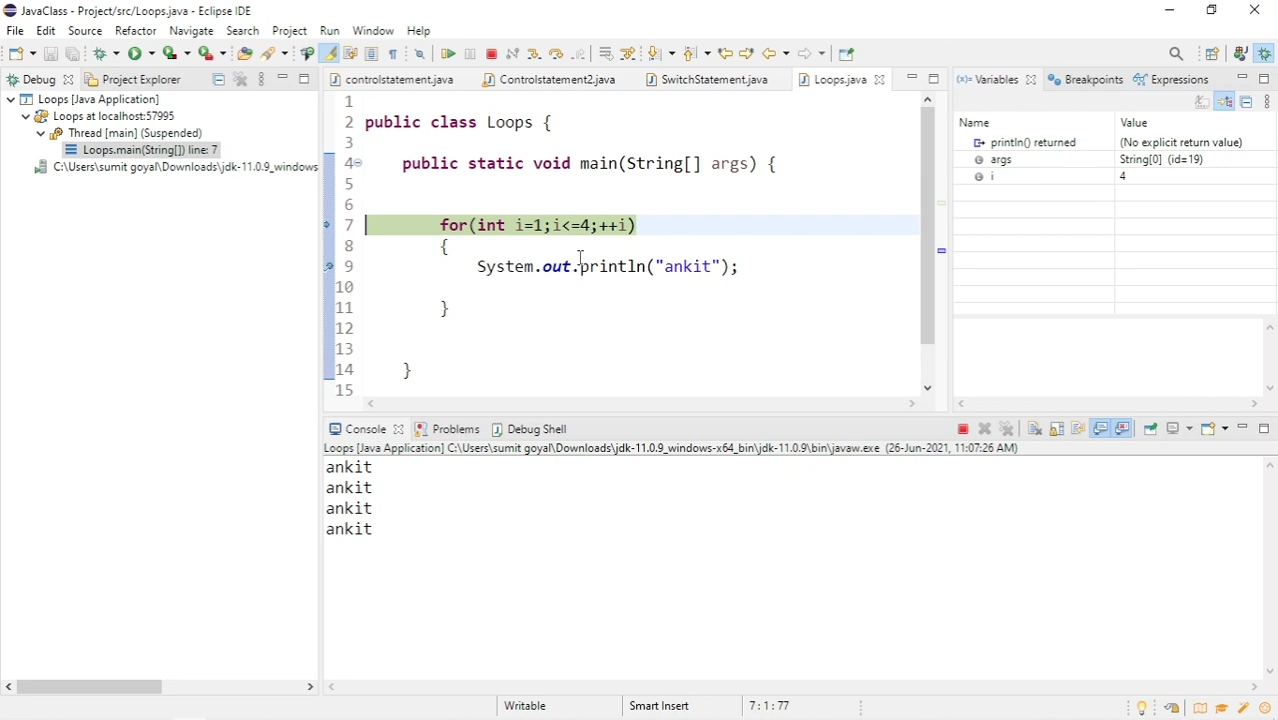 JavaClass - Project/src/Loops.java - Eclipse IDE
File Edit Source Refactor Navigate Search Project Run Window Help
Debug Project Explorer
Loops [Java Application]
Loops at localhost:57995
Thread [main] (Suspended)
Loops.main(String[]) line: 7
C:\Users\sumit goyal\Downloads\jdk-11.0.9_windows
controlstatement.java Controlstatement2.java SwitchStatement.java Loops.java
1
2 public class Loops {
3
4 public static void main(String[] args) {
5
6
7 for(int i=1;i<=4;++i)
8 {
9 System.out.println("ankit");
10
11 }
12
13
14 }
15
(x)= Variables Breakpoints Expressions
Name Value
println() returned (No explicit return value)
args String[0] (id=19)
i 4
Console Problems Debug Shell
Loops [Java Application] C:\Users\sumit goyal\Downloads\jdk-11.0.9_windows-x64_bin\jdk-11.0.9\bin\javaw.exe (26-Jun-2021, 11:07:26 AM)
ankit
ankit
ankit
ankit
Writable Smart Insert 7 : 1 : 77